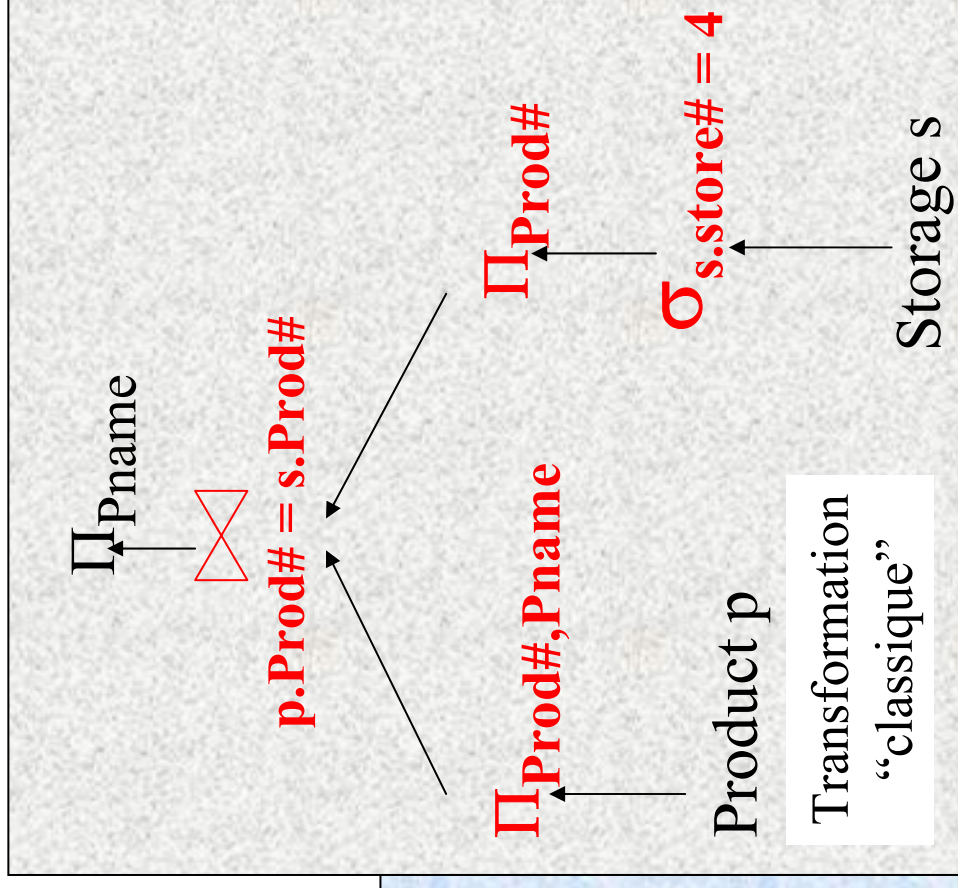 ΠPname
p.Prod# = s.Prod#
ΠProd#,Pname
ΠProd#
σs.store# = 4
Product p
Storage s
Transformation
“classique”